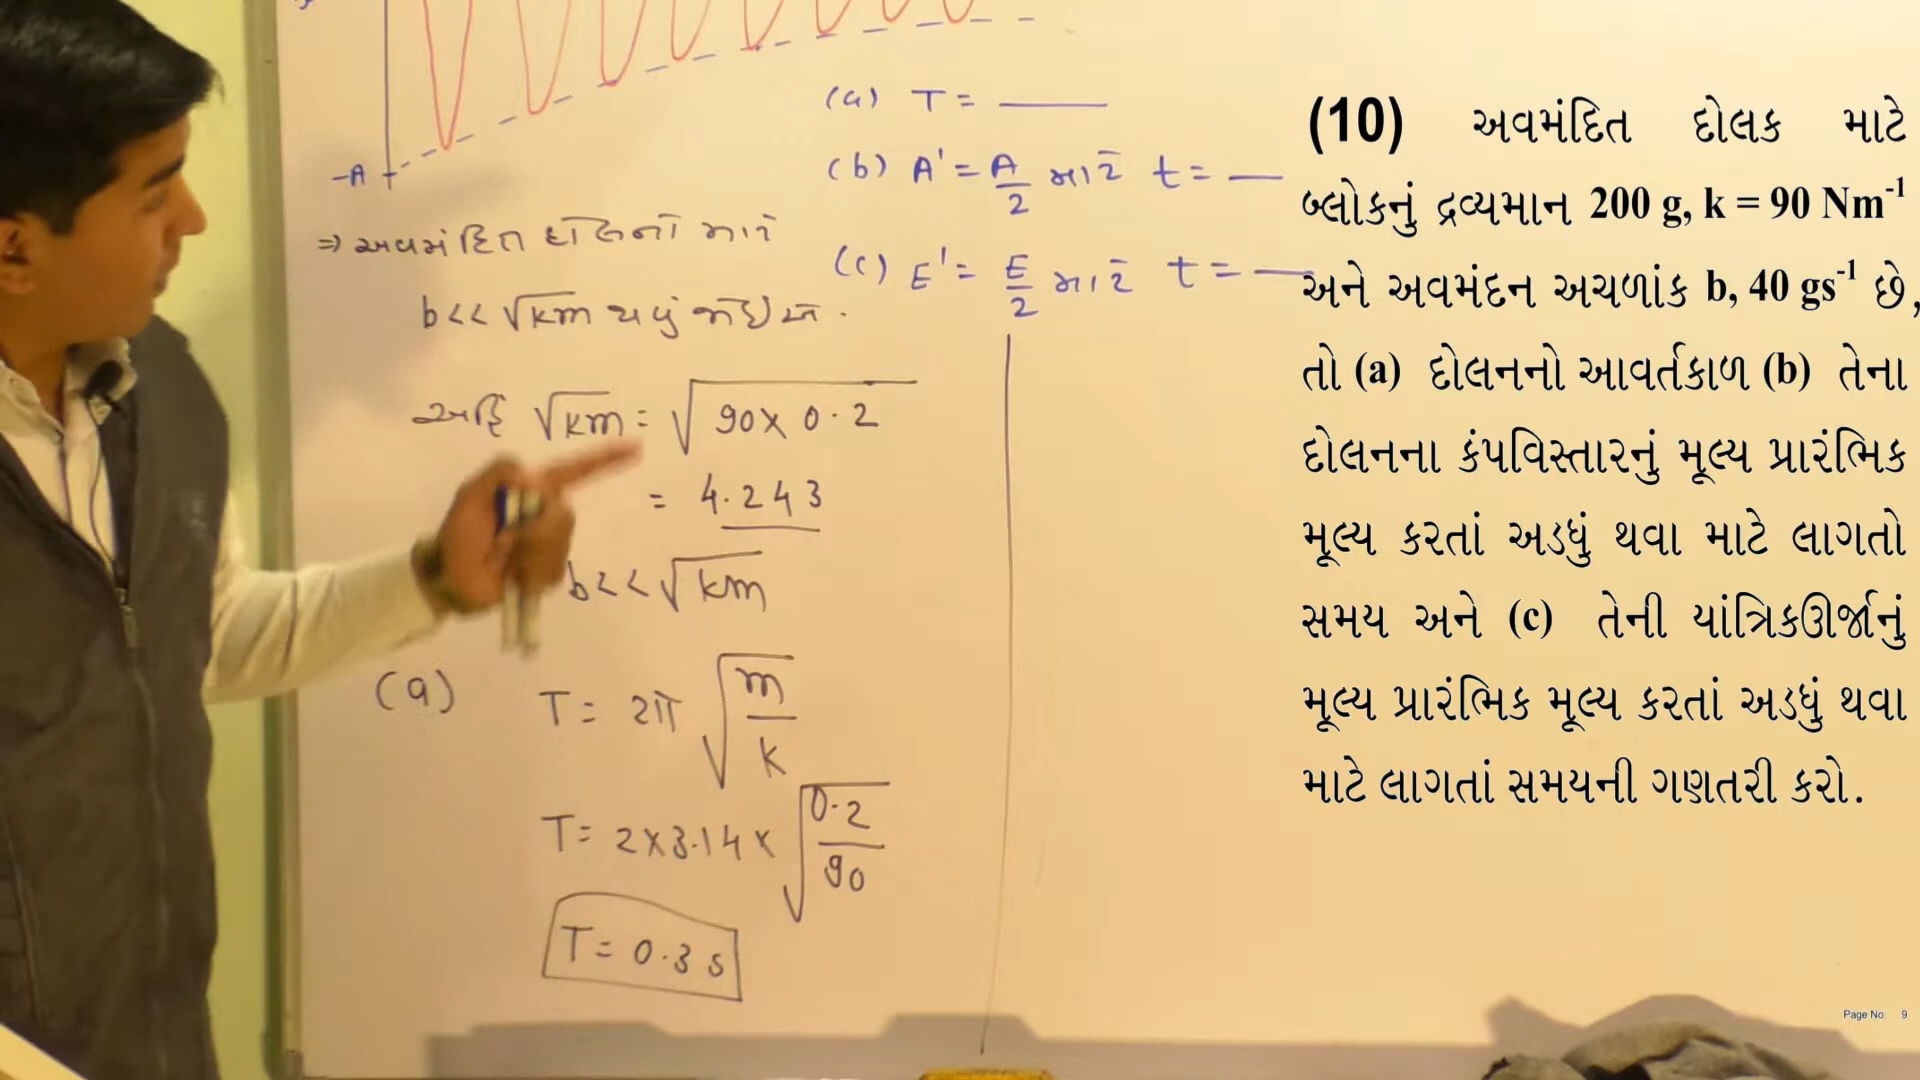 -A
⇒ અવમંદિત દોલનો માટે
b << √km થવું જોઈએ.
અહિં √km = √90 x 0.2
= 4.243
b << √km
(a) T = 2π √m/k
T = 2 x 3.14 x √0.2/90
T = 0.3 s
(a) T = ____
(b) A' = A/2 માટે t = __
(c) E' = E/2 માટે t = __
(10) અવમંદિત દોલક માટે
બ્લોકનું દ્રવ્યમાન 200 g, k = 90 Nm⁻¹
અને અવમંદન અચળાંક b, 40 gs⁻¹ છે,
તો (a) દોલનનો આવર્તકાળ (b) તેના
દોલનના કંપવિસ્તારનું મૂલ્ય પ્રારંભિક
મૂલ્ય કરતાં અડધું થવા માટે લાગતો
સમય અને (c) તેની યાંત્રિકઊર્જાનું
મૂલ્ય પ્રારંભિક મૂલ્ય કરતાં અડધું થવા
માટે લાગતાં સમયની ગણતરી કરો.
Page No: 9